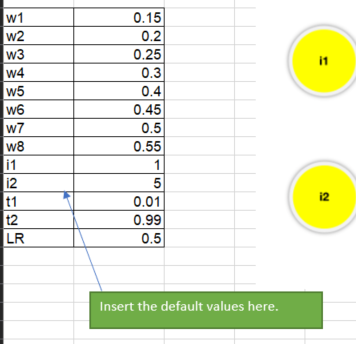 w1 0.15
w2 0.2
w3 0.25
w4 0.3
w5 0.4
w6 0.45
w7 0.5
w8 0.55
i1 1
i2 5
t1 0.01
t2 0.99
LR 0.5
i1
i2
Insert the default values here.